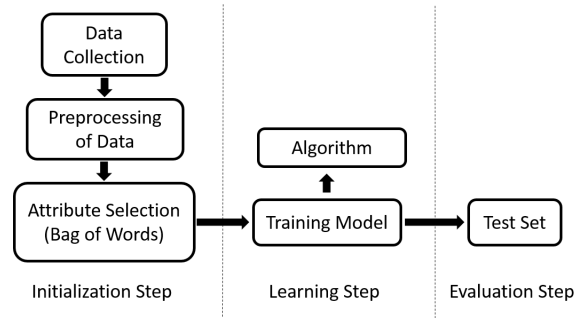 Data
Collection
Preprocessing
of Data
Attribute Selection
(Bag of Words)
Algorithm
Training Model
Test Set
Initialization Step
Learning Step
Evaluation Step